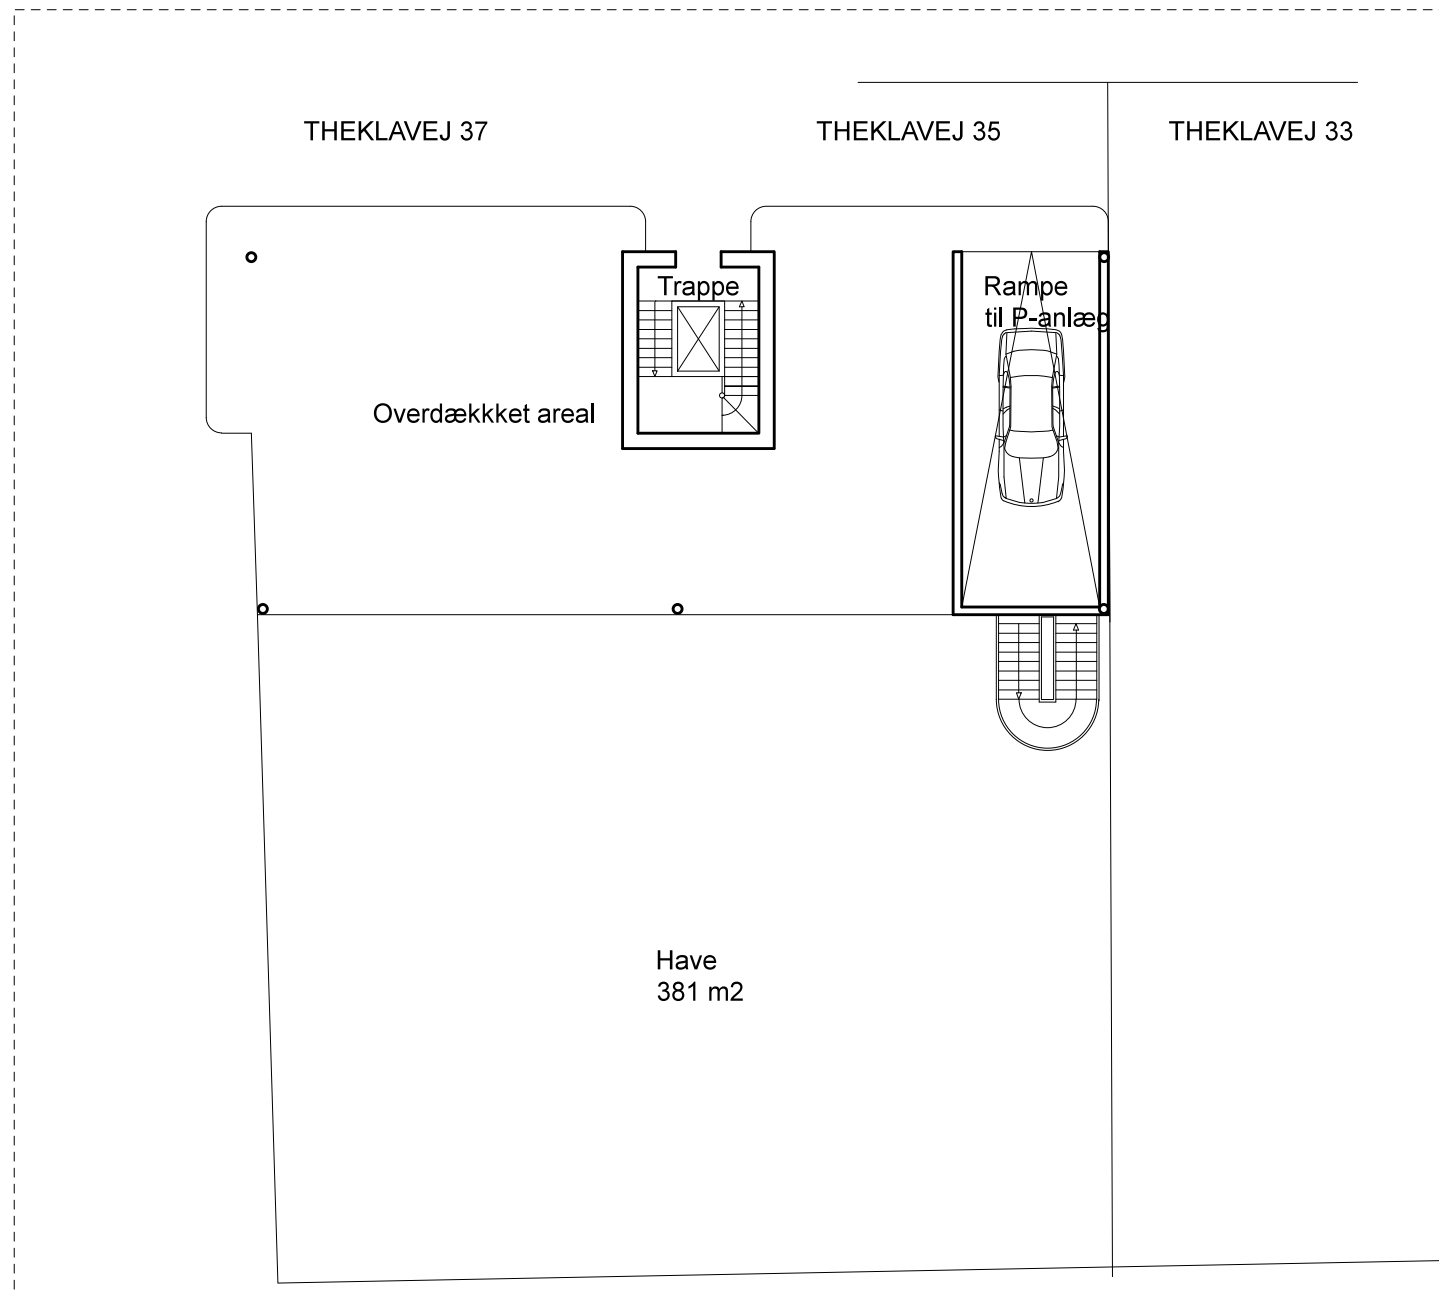 THEKLAVEJ 37
THEKLAVEJ 35
THEKLAVEJ 33
Trappe
Rampe
til P-anlæg
Overdækkket areal
Have
381 m2